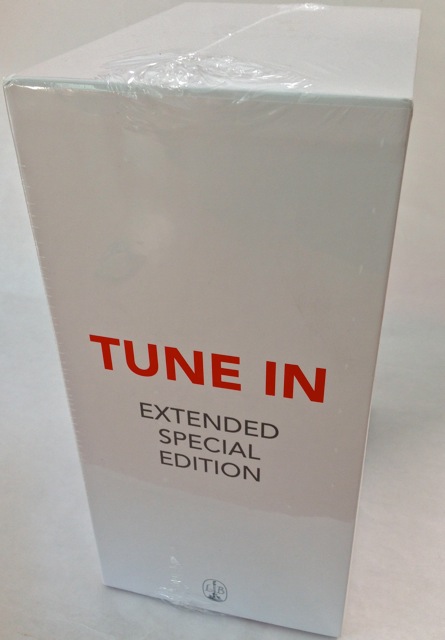 TUNE IN
EXTENDED
SPECIAL
EDITION
L B